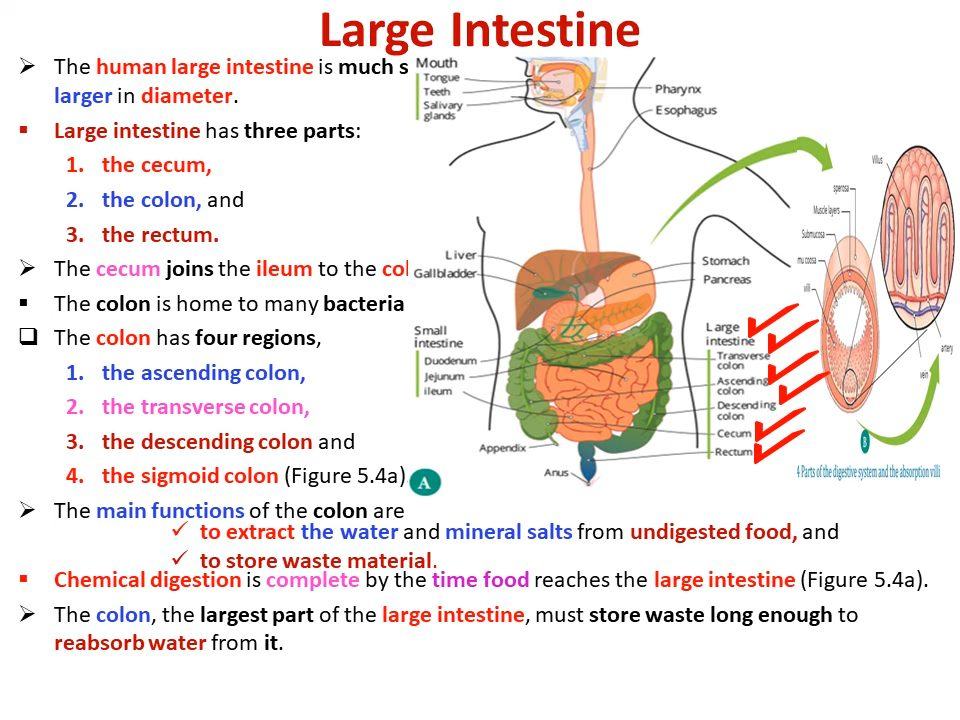 Large Intestine
➢ The human large intestine is much s
larger in diameter.
▪ Large intestine has three parts:
1. the cecum,
2. the colon, and
3. the rectum.
➢ The cecum joins the ileum to the col
▪ The colon is home to many bacteria
❑ The colon has four regions,
1. the ascending colon,
2. the transverse colon,
3. the descending colon and
4. the sigmoid colon (Figure 5.4a)
➢ The main functions of the colon are
✓ to extract the water and mineral salts from undigested food, and
✓ to store waste material.
▪ Chemical digestion is complete by the time food reaches the large intestine (Figure 5.4a).
➢ The colon, the largest part of the large intestine, must store waste long enough to
reabsorb water from it.
Mouth
Tongue
Teeth
Salivary
glands
Pharynx
Esophagus
Liver
Gallbladder
Stomach
Pancreas
Small
intestine
Duodenum
Jejunum
ileum
Large
intestine
Transverse
colon
Ascending
colon
Descending
colon
Cecum
Rectum
Appendix
Anus
A
Villus
sperosa
Muscle layers
Submucosa
mu coosa
villi
artery
vein
B
4 Parts of the digestive system and the absorption villi